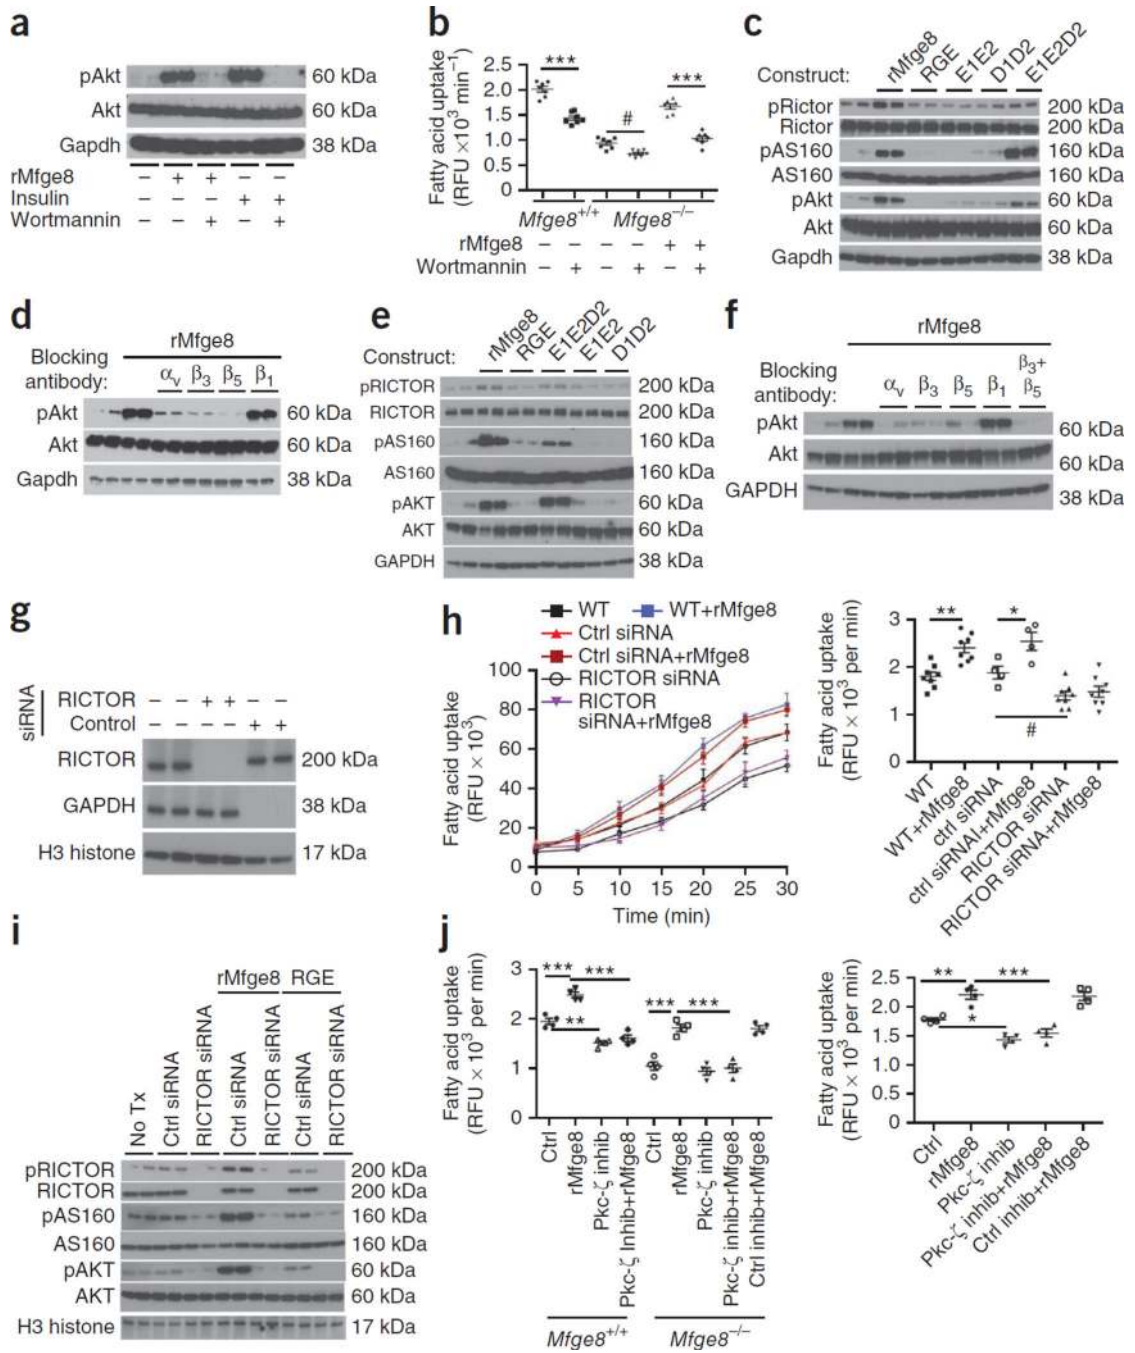 a
pAkt 60 kDa
Akt 60 kDa
Gapdh 38 kDa
rMfge8 – + + – –
Insulin – – – + +
Wortmannin – – + – +
b
Fatty acid uptake
(RFU × 10³ min⁻¹)
2.5
2.0
1.5
1.0
0.5
0
*** # ***
Mfge8+/+ Mfge8–/–
rMfge8 – – – – + +
Wortmannin – + – + – +
c
Construct: rMfge8 RGE E1E2 D1D2 E1E2D2
pRictor 200 kDa
Rictor 200 kDa
pAS160 160 kDa
AS160 160 kDa
pAkt 60 kDa
Akt 60 kDa
Gapdh 38 kDa
d
rMfge8
Blocking
antibody: αv β3 β5 β1
pAkt 60 kDa
Akt 60 kDa
Gapdh 38 kDa
e
Construct: rMfge8 RGE E1E2D2 E1E2 D1D2
pRICTOR 200 kDa
RICTOR 200 kDa
pAS160 160 kDa
AS160 160 kDa
pAKT 60 kDa
AKT 60 kDa
GAPDH 38 kDa
f
rMfge8
Blocking
antibody: αv β3 β5 β1 β3+ β5
pAkt 60 kDa
Akt 60 kDa
GAPDH 38 kDa
g
siRNA
RICTOR – – + + – –
Control – – – – + +
RICTOR 200 kDa
GAPDH 38 kDa
H3 histone 17 kDa
h
WT WT+rMfge8
Ctrl siRNA
Ctrl siRNA+rMfge8
RICTOR siRNA
RICTOR
siRNA+rMfge8
Fatty acid up³
(RFU × 10³)
100
80
60
40
20
0
0 5 10 15 20 25 30
Time (min)
Fatty acid uptake
(RFU × 10³ per min)
3
2
1
0
** * #
WT
WT+rMfge8
ctrl siRNA
ctrl siRNAI+rMfge8
RICTOR siRNA
RICTOR siRNA+rMfge8
i
rMfge8 RGE
No Tx
Ctrl siRNA
RICTOR siRNA
Ctrl siRNA
RICTOR siRNA
Ctrl siRNA
RICTOR siRNA
pRICTOR 200 kDa
RICTOR 200 kDa
pAS160 160 kDa
AS160 160 kDa
pAKT 60 kDa
AKT 60 kDa
H3 histone 17 kDa
j
Fatty acid uptake
(RFU × 10³ per min)
3
2
1
0
*** *** ** *** ***
Ctrl
rMfge8
Pkc-ζ inhib
Pkc-ζ Inhib+rMfge8
Ctrl
rMfge8
Pkc-ζ inhib
Pkc-ζ inhib+rMfge8
Ctrl inhib+rMfge8
Mfge8+/+ Mfge8–/–
Fatty acid uptake
(RFU × 10³ per min)
2.5
2.0
1.5
1.0
0.5
0
** *** *
Ctrl
rMfge8
Pkc-ζ inhib
Pkc-ζ inhib+rMfge8
Ctrl inhib+rMfge8